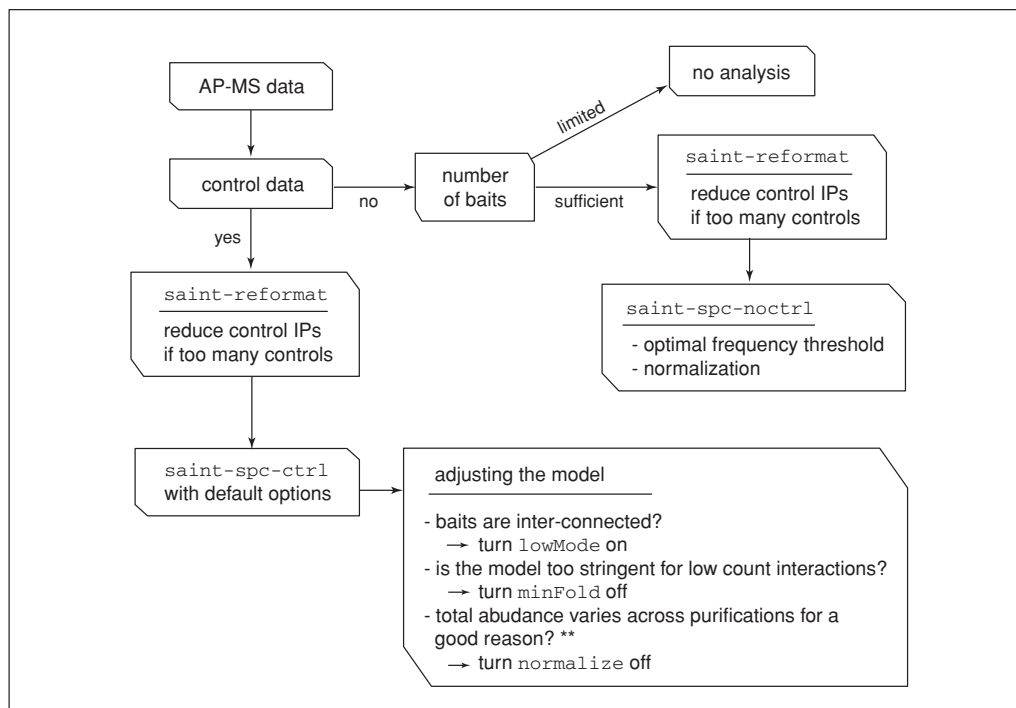 AP-MS data
no analysis
limited
control data
no
number
of baits
sufficient
saint-reformat
reduce control IPs
if too many controls
yes
saint-reformat
reduce control IPs
if too many controls
saint-spc-noctrl
- optimal frequency threshold
- normalization
saint-spc-ctrl
with default options
adjusting the model
- baits are inter-connected?
→ turn lowMode on
- is the model too stringent for low count interactions?
→ turn minFold off
- total abudance varies across purifications for a
good reason? **
→ turn normalize off